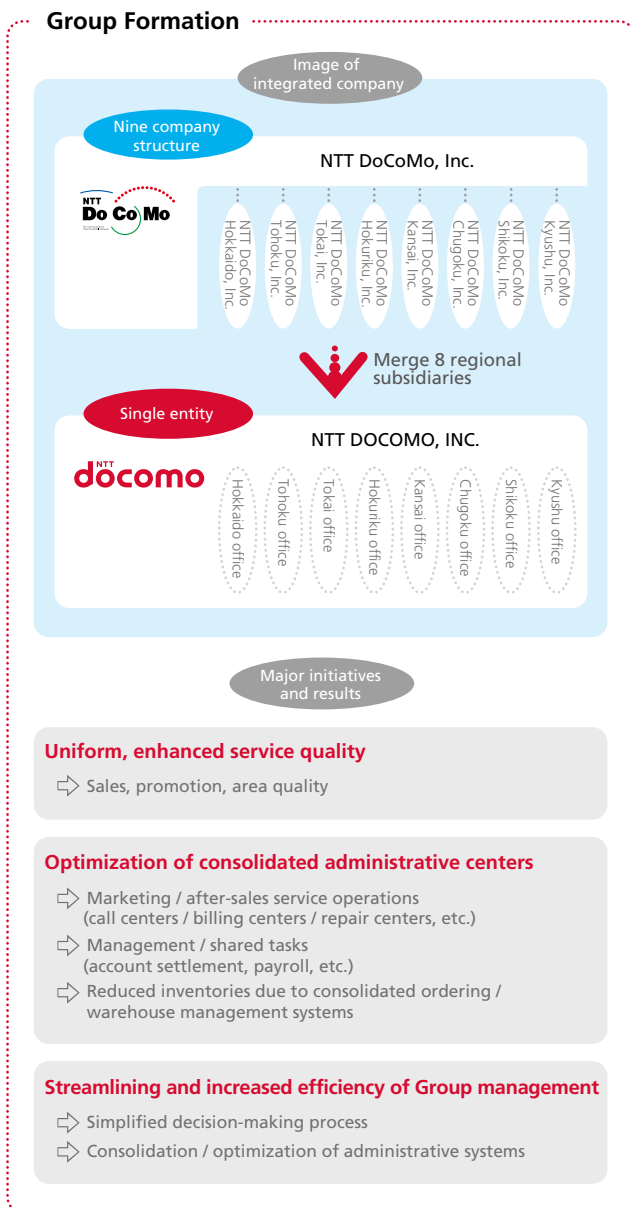 Group Formation
Image of
integrated company
Nine company
structure
NTT DoCoMo, Inc.
NTT
DoCoMo
NTT DoCoMo
Hokkaido, Inc.
NTT DoCoMo
Tohoku, Inc.
NTT DoCoMo
Tokai, Inc.
NTT DoCoMo
Hokuriku, Inc.
NTT DoCoMo
Kansai, Inc.
NTT DoCoMo
Chugoku, Inc.
NTT DoCoMo
Shikoku, Inc.
NTT DoCoMo
Kyushu, Inc.
Merge 8 regional
subsidiaries
Single entity
NTT DOCOMO, INC.
NTT
docomo
Hokkaido office
Tohoku office
Tokai office
Hokuriku office
Kansai office
Chugoku office
Shikoku office
Kyushu office
Major initiatives
and results
Uniform, enhanced service quality
Sales, promotion, area quality
Optimization of consolidated administrative centers
Marketing / after-sales service operations
(call centers / billing centers / repair centers, etc.)
Management / shared tasks
(account settlement, payroll, etc.)
Reduced inventories due to consolidated ordering /
warehouse management systems
Streamlining and increased efficiency of Group management
Simplified decision-making process
Consolidation / optimization of administrative systems